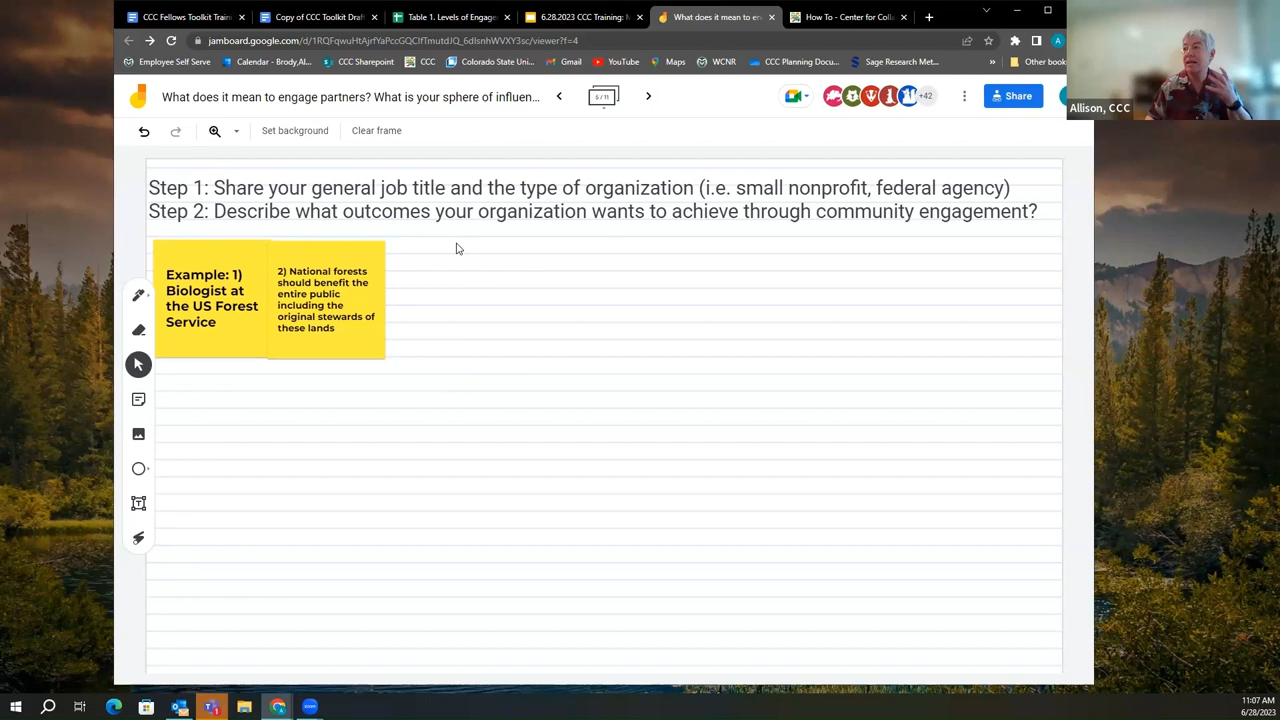 CCC Fellows Toolkit Train
Copy of CCC Toolkit Draft
Table 1. Levels of Engage
6.28.2023 CCC Training: M
What does it mean to en
How To - Center for Colla
jamboard.google.com/d/1RQFqwuHtAjrfYaPccGQCIfTmutdJQ_6dIsnhWVXY3sc/viewer?f=4
Employee Self Service
Calendar - Brody,Al...
CCC Sharepoint
CCC
Colorado State Uni...
Gmail
YouTube
Maps
WCNR
CCC Planning Docu...
Sage Research Met...
Other book
What does it mean to engage partners? What is your sphere of influen...
6 / 11
+42
Share
Set background
Clear frame
Allison, CCC
Step 1: Share your general job title and the type of organization (i.e. small nonprofit, federal agency)
Step 2: Describe what outcomes your organization wants to achieve through community engagement?
Example: 1)
Biologist at
the US Forest
Service
2) National forests
should benefit the
entire public
including the
original stewards of
these lands
11:07 AM
6/28/2023